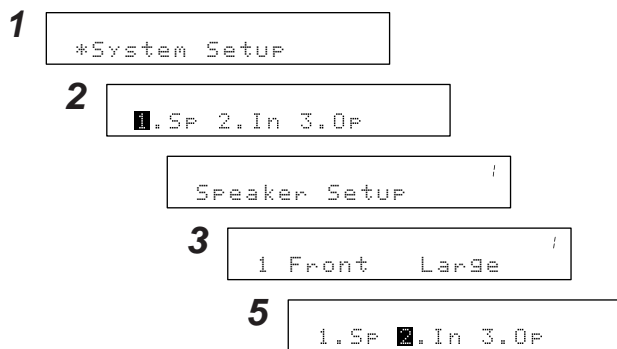 1
*System Setup
2
1.Sp 2.In 3.Op
1
Speaker Setup
3
1
1 Front Large
5
1.Sp 2.In 3.Op